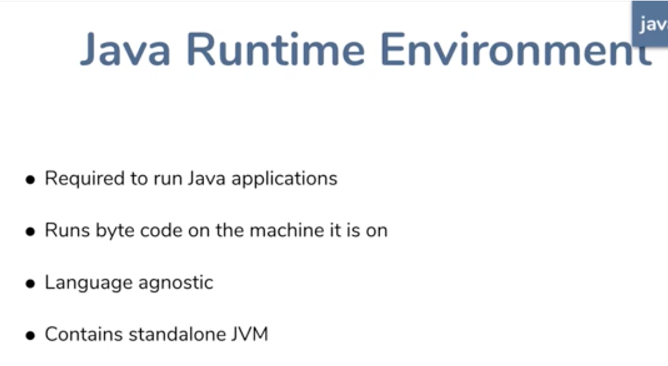 java
Java Runtime Environment
• Required to run Java applications
• Runs byte code on the machine it is on
• Language agnostic
• Contains standalone JVM